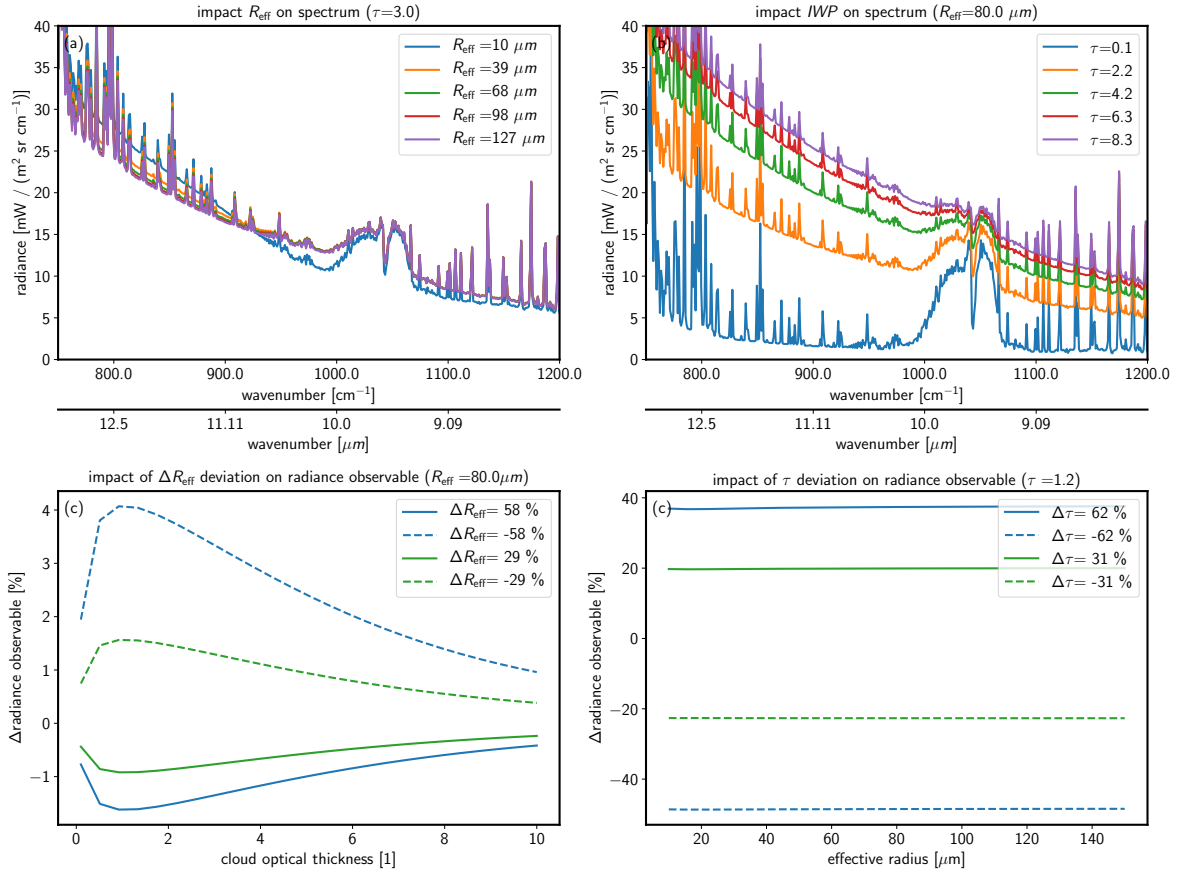 impact R_eff on spectrum (τ=3.0)
(a)
R_eff =10 μm
R_eff =39 μm
R_eff =68 μm
R_eff =98 μm
R_eff =127 μm
radiance [mW / (m² sr cm⁻¹)]
40
35
30
25
20
15
10
5
0
800.0 900.0 1000.0 1100.0 1200.0
wavenumber [cm⁻¹]
12.5 11.11 10.0 9.09
wavenumber [μm]
impact IWP on spectrum (R_eff=80.0 μm)
(b)
τ=0.1
τ=2.2
τ=4.2
τ=6.3
τ=8.3
radiance [mW / (m² sr cm⁻¹)]
40
35
30
25
20
15
10
5
0
800.0 900.0 1000.0 1100.0 1200.0
wavenumber [cm⁻¹]
12.5 11.11 10.0 9.09
wavenumber [μm]
impact of ΔR_eff deviation on radiance observable (R_eff =80.0μm)
(c)
ΔR_eff= 58 %
ΔR_eff= -58 %
ΔR_eff= 29 %
ΔR_eff= -29 %
Δradiance observable [%]
4
3
2
1
0
−1
0 2 4 6 8 10
cloud optical thickness [1]
impact of τ deviation on radiance observable (τ =1.2)
(c)
Δτ= 62 %
Δτ= -62 %
Δτ= 31 %
Δτ= -31 %
Δradiance observable [%]
40
20
0
−20
−40
20 40 60 80 100 120 140
effective radius [μm]